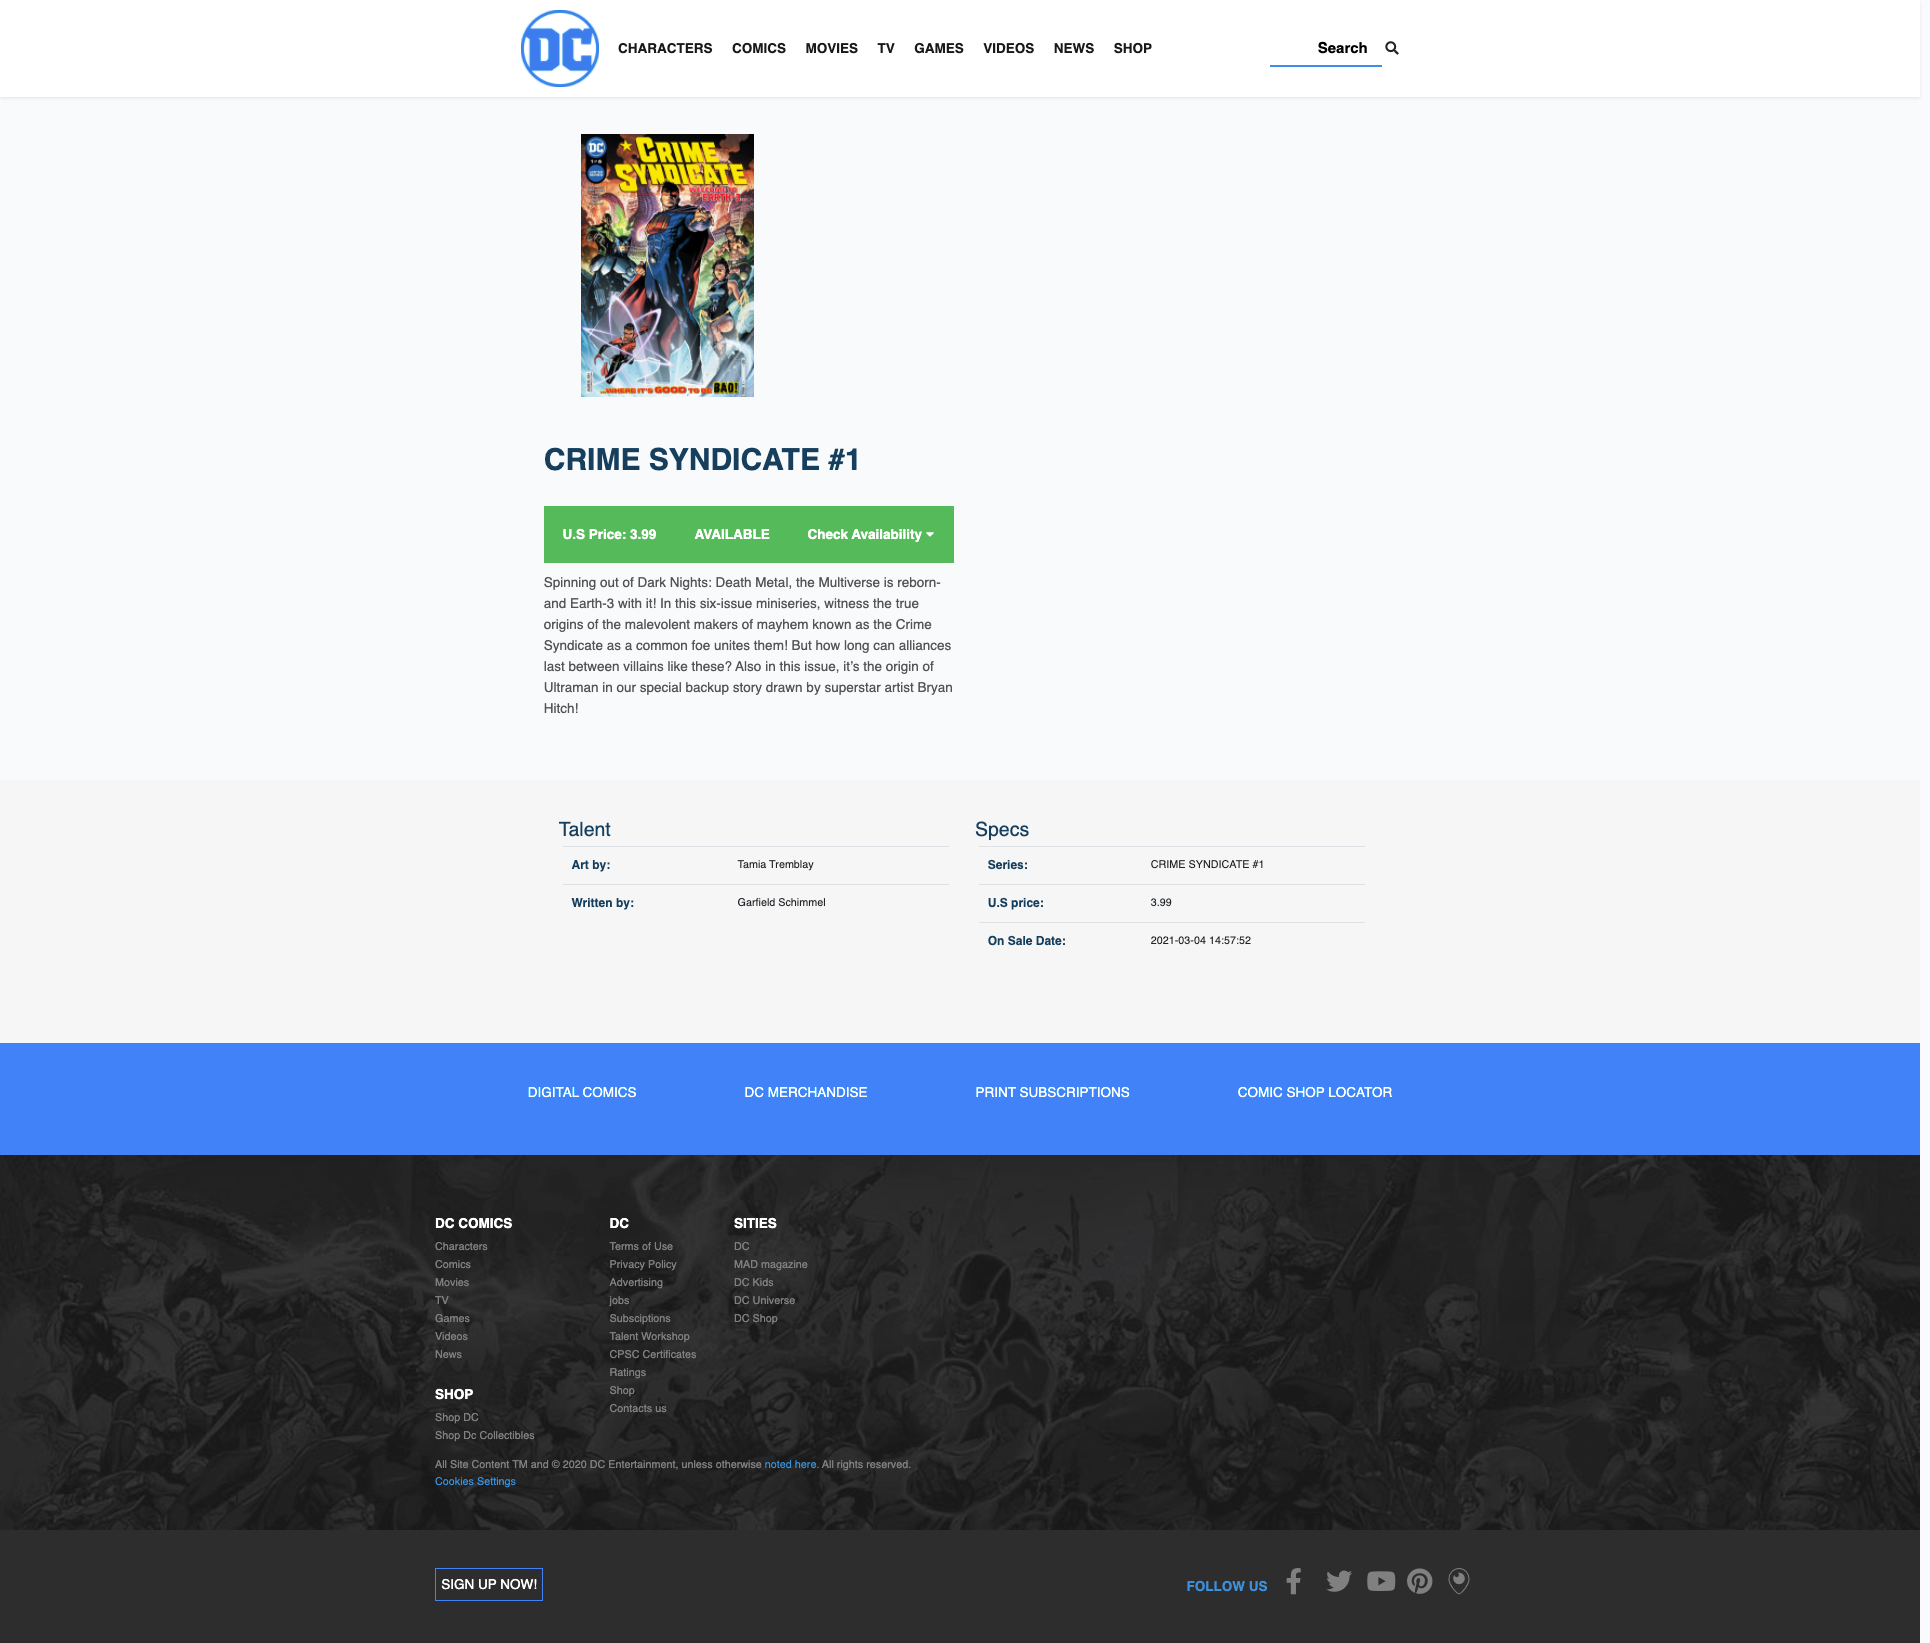 DC
CHARACTERS COMICS MOVIES TV GAMES VIDEOS NEWS SHOP
Search
DC
CRIME
SYNDICATE
...WHERE IT'S GOOD TO BE BAD!
CRIME SYNDICATE #1
U.S Price: 3.99 AVAILABLE Check Availability
Spinning out of Dark Nights: Death Metal, the Multiverse is reborn-
and Earth-3 with it! In this six-issue miniseries, witness the true
origins of the malevolent makers of mayhem known as the Crime
Syndicate as a common foe unites them! But how long can alliances
last between villains like these? Also in this issue, it’s the origin of
Ultraman in our special backup story drawn by superstar artist Bryan
Hitch!
Talent
Art by: Tamia Tremblay
Written by: Garfield Schimmel
Specs
Series: CRIME SYNDICATE #1
U.S price: 3.99
On Sale Date: 2021-03-04 14:57:52
DIGITAL COMICS DC MERCHANDISE PRINT SUBSCRIPTIONS COMIC SHOP LOCATOR
DC COMICS
Characters
Comics
Movies
TV
Games
Videos
News
SHOP
Shop DC
Shop Dc Collectibles
DC
Terms of Use
Privacy Policy
Advertising
jobs
Subsciptions
Talent Workshop
CPSC Certificates
Ratings
Shop
Contacts us
SITIES
DC
MAD magazine
DC Kids
DC Universe
DC Shop
All Site Content TM and © 2020 DC Entertainment, unless otherwise noted here. All rights reserved.
Cookies Settings
SIGN UP NOW!
FOLLOW US